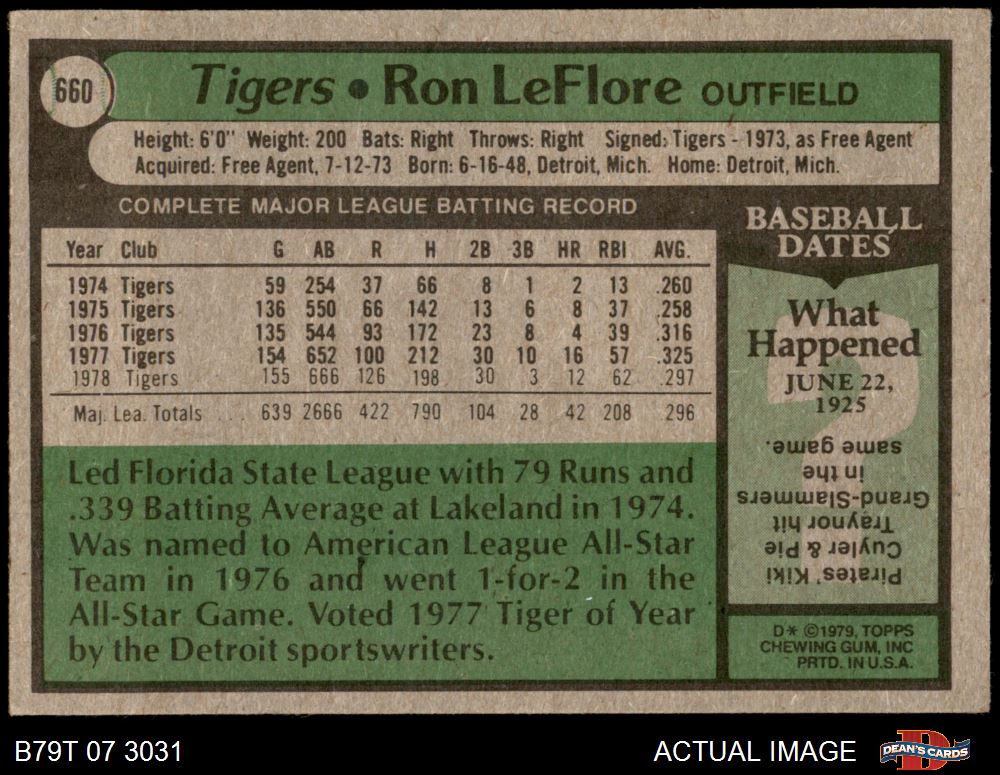 660
Tigers • Ron LeFlore OUTFIELD
Height: 6'0" Weight: 200 Bats: Right Throws: Right Signed: Tigers - 1973, as Free Agent
Acquired: Free Agent, 7-12-73 Born: 6-16-48, Detroit, Mich. Home: Detroit, Mich.
COMPLETE MAJOR LEAGUE BATTING RECORD
Year Club G AB R H 2B 3B HR RBI AVG.
1974 Tigers 59 254 37 66 8 1 2 13 .260
1975 Tigers 136 550 66 142 13 6 8 37 .258
1976 Tigers 135 544 93 172 23 8 4 39 .316
1977 Tigers 154 652 100 212 30 10 16 57 .325
1978 Tigers 155 666 126 198 30 3 12 62 .297
Maj. Lea. Totals ... 639 2666 422 790 104 28 42 208 .296
Led Florida State League with 79 Runs and
.339 Batting Average at Lakeland in 1974.
Was named to American League All-Star
Team in 1976 and went 1-for-2 in the
All-Star Game. Voted 1977 Tiger of Year
by the Detroit sportswriters.
BASEBALL
DATES
What
Happened
JUNE 22,
1925
Pirates' Kiki
Cuyler & Pie
Traynor hit
Grand-Slammers
in the
same game.
D* ©1979, TOPPS
CHEWING GUM, INC
PRTD. IN U.S.A.
B79T 07 3031
ACTUAL IMAGE
D
DEAN'S CARDS